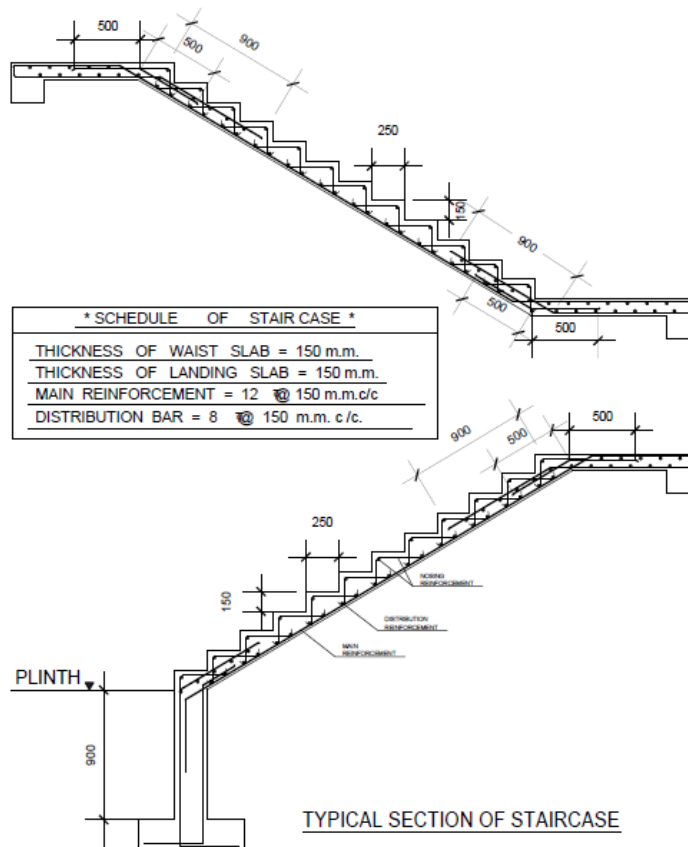 500
900
500
250
150
900
500
500
* SCHEDULE OF STAIR CASE *
THICKNESS OF WAIST SLAB = 150 m.m.
THICKNESS OF LANDING SLAB = 150 m.m.
MAIN REINFORCEMENT = 12 @ 150 m.m.c/c
DISTRIBUTION BAR = 8 @ 150 m.m. c /c.
900
500
500
250
150
NOSING
REINFORCEMENT
DISTRIBUTION
REINFORCEMENT
MAIN
REINFORCEMENT
PLINTH
900
TYPICAL SECTION OF STAIRCASE